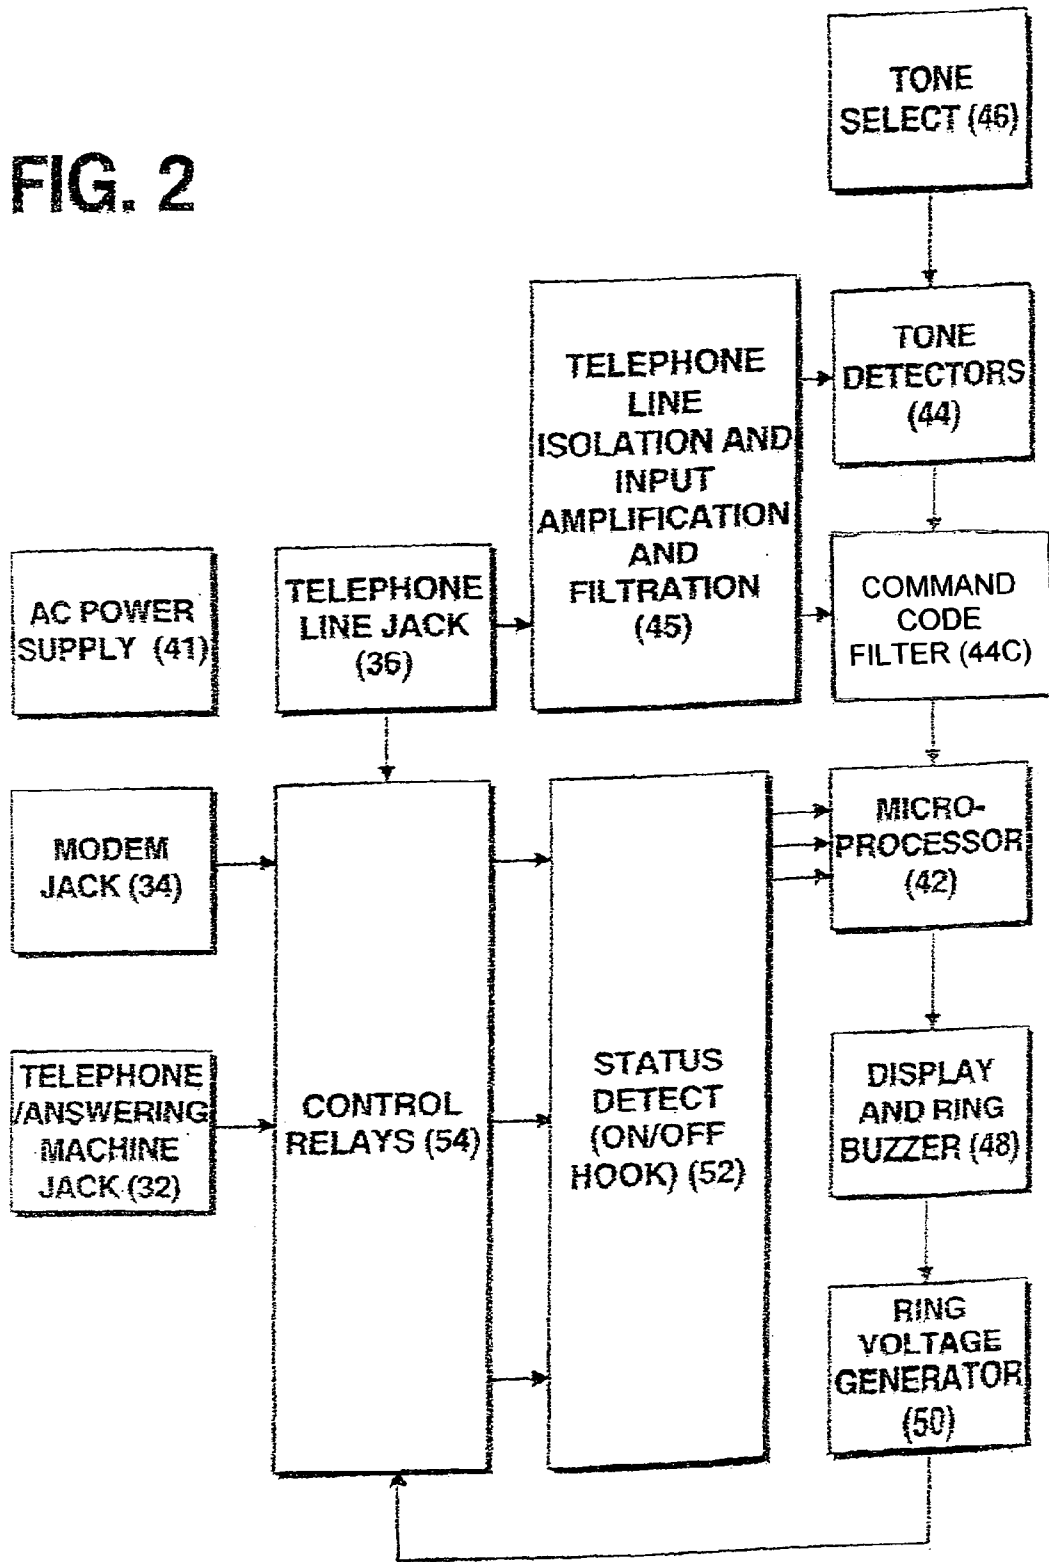 FIG. 2
TONE
SELECT (46)
TELEPHONE
LINE
ISOLATION AND
INPUT
AMPLIFICATION
AND
FILTRATION
(45)
TONE
DETECTORS
(44)
AC POWER
SUPPLY (41)
TELEPHONE
LINE JACK
(36)
COMMAND
CODE
FILTER (44C)
MODEM
JACK (34)
MICRO-
PROCESSOR
(42)
TELEPHONE
/ANSWERING
MACHINE
JACK (32)
CONTROL
RELAYS (54)
STATUS
DETECT
(ON/OFF
HOOK) (52)
DISPLAY
AND RING
BUZZER (48)
RING
VOLTAGE
GENERATOR
(50)